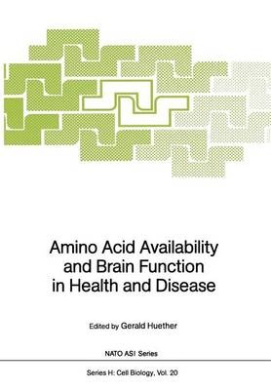 Amino Acid Availability
and Brain Function
in Health and Disease
Edited by Gerald Huether
NATO ASI Series
Series H: Cell Biology, Vol. 20